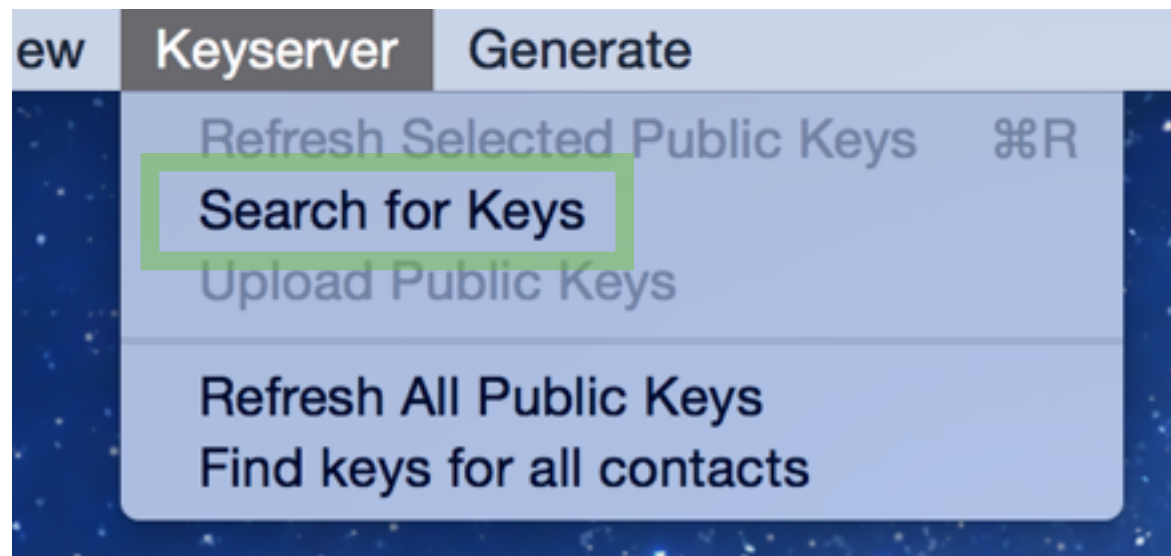 ew Keyserver Generate
Refresh Selected Public Keys ⌘R
Search for Keys
Upload Public Keys
Refresh All Public Keys
Find keys for all contacts